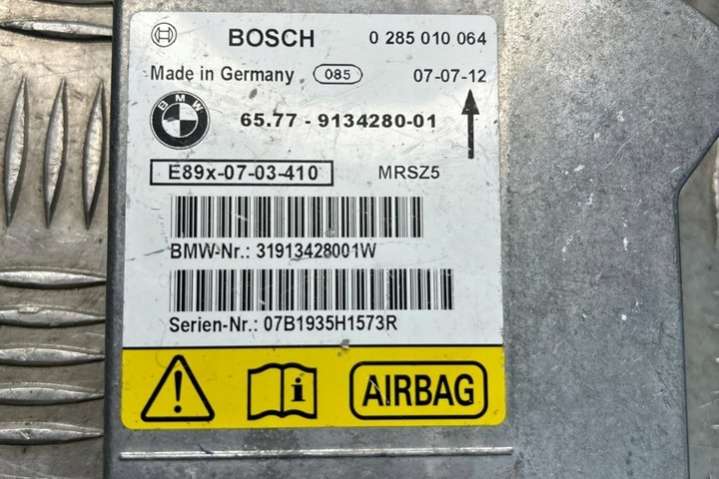 BOSCH 0 285 010 064
Made in Germany 085 07-07-12
BMW 65.77 - 9134280-01
E89x-07-03-410 MRSZ5
BMW-Nr.: 31913428001W
Serien-Nr.: 07B1935H1573R
AIRBAG